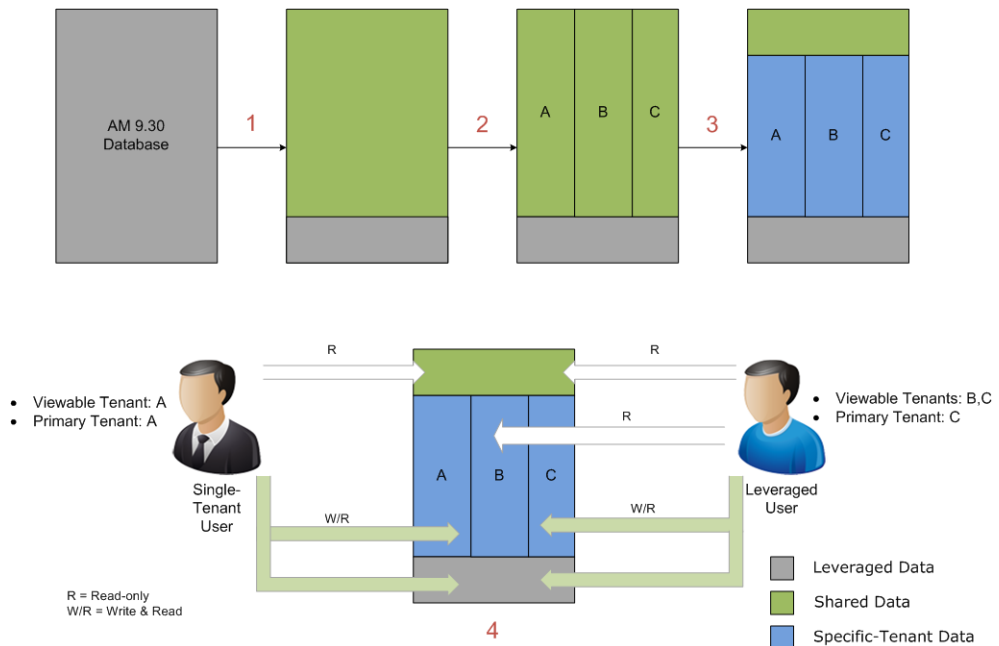 AM 9.30
Database
1
2
3
A
B
C
A
B
C
R
R
• Viewable Tenant: A
• Primary Tenant: A
• Viewable Tenants: B,C
• Primary Tenant: C
R
A
B
C
Single-
Tenant
User
Leveraged
User
W/R
W/R
R = Read-only
W/R = Write & Read
4
Leveraged Data
Shared Data
Specific-Tenant Data